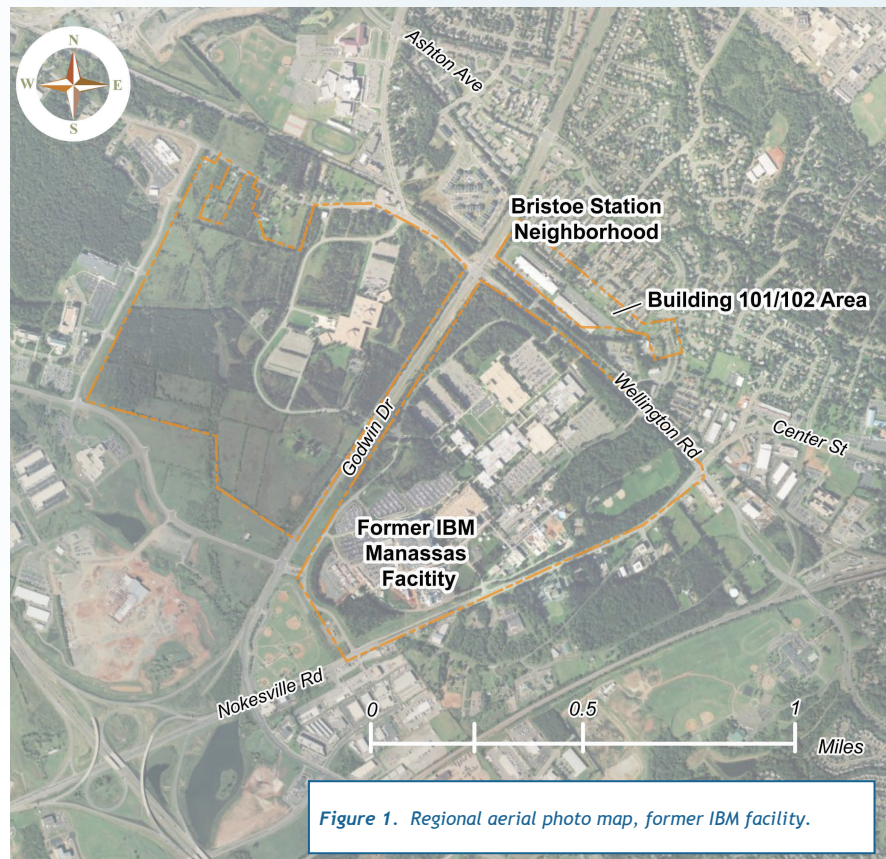 N
W
E
S
Ashton Ave
Bristoe Station
Neighborhood
Building 101/102 Area
Godwin Dr
Wellington Rd
Center St
Former IBM
Manassas
Facitity
Nokesville Rd
0
0.5
1
Miles
Figure 1. Regional aerial photo map, former IBM facility.